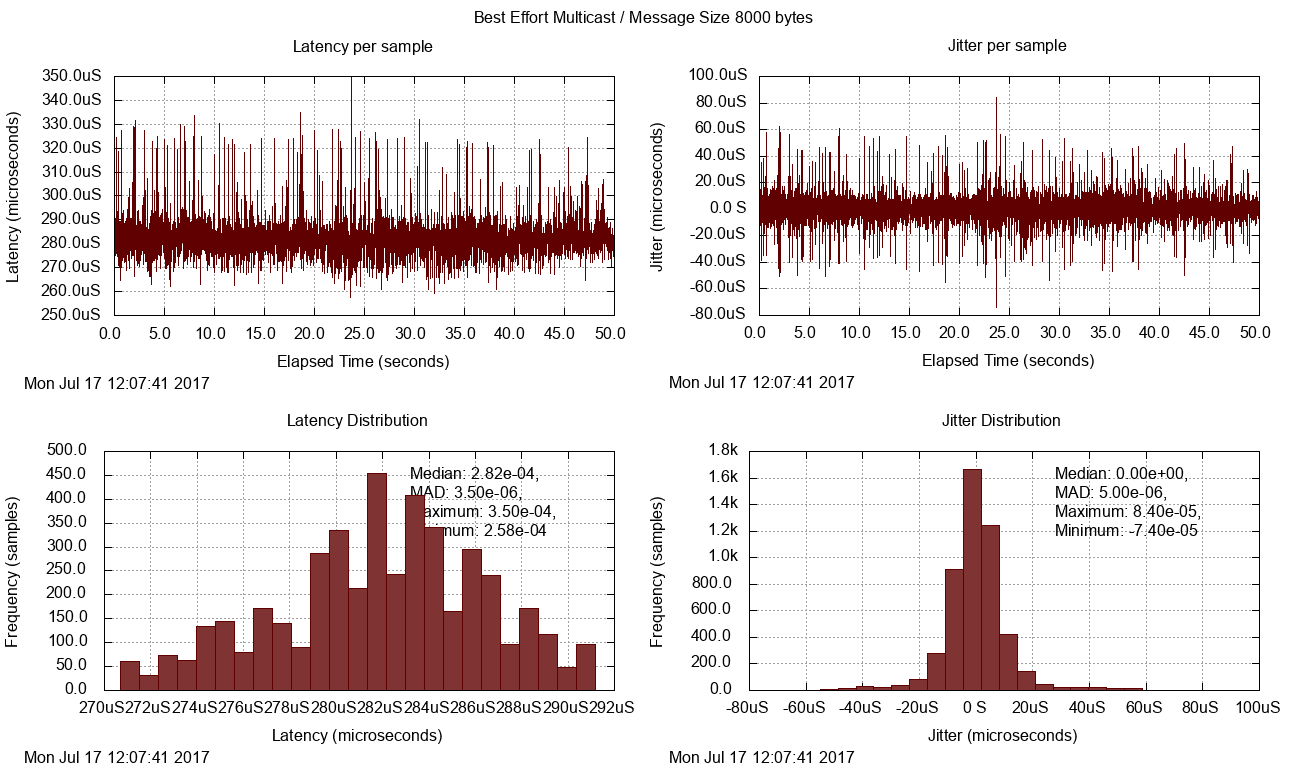 Best Effort Multicast / Message Size 8000 bytes
Latency per sample
350.0uS
340.0uS
330.0uS
320.0uS
310.0uS
300.0uS
290.0uS
280.0uS
270.0uS
260.0uS
250.0uS
Latency (microseconds)
0.0 5.0 10.0 15.0 20.0 25.0 30.0 35.0 40.0 45.0 50.0
Elapsed Time (seconds)
Mon Jul 17 12:07:41 2017
Jitter per sample
100.0uS
80.0uS
60.0uS
40.0uS
20.0uS
0.0 S
-20.0uS
-40.0uS
-60.0uS
-80.0uS
Jitter (microseconds)
0.0 5.0 10.0 15.0 20.0 25.0 30.0 35.0 40.0 45.0 50.0
Elapsed Time (seconds)
Mon Jul 17 12:07:41 2017
Latency Distribution
500.0
450.0
400.0
350.0
300.0
250.0
200.0
150.0
100.0
50.0
0.0
Frequency (samples)
Median: 2.82e-04,
MAD: 3.50e-06,
3.50e-04,
2.58e-04
270uS 272uS 274uS 276uS 278uS 280uS 282uS 284uS 286uS 288uS 290uS 292uS
Latency (microseconds)
Mon Jul 17 12:07:41 2017
Jitter Distribution
1.8k
1.6k
1.4k
1.2k
1.0k
800.0
600.0
400.0
200.0
0.0
Frequency (samples)
Median: 0.00e+00,
MAD: 5.00e-06,
Maximum: 8.40e-05,
Minimum: -7.40e-05
-80uS -60uS -40uS -20uS 0 S 20uS 40uS 60uS 80uS 100uS
Jitter (microseconds)
Mon Jul 17 12:07:41 2017